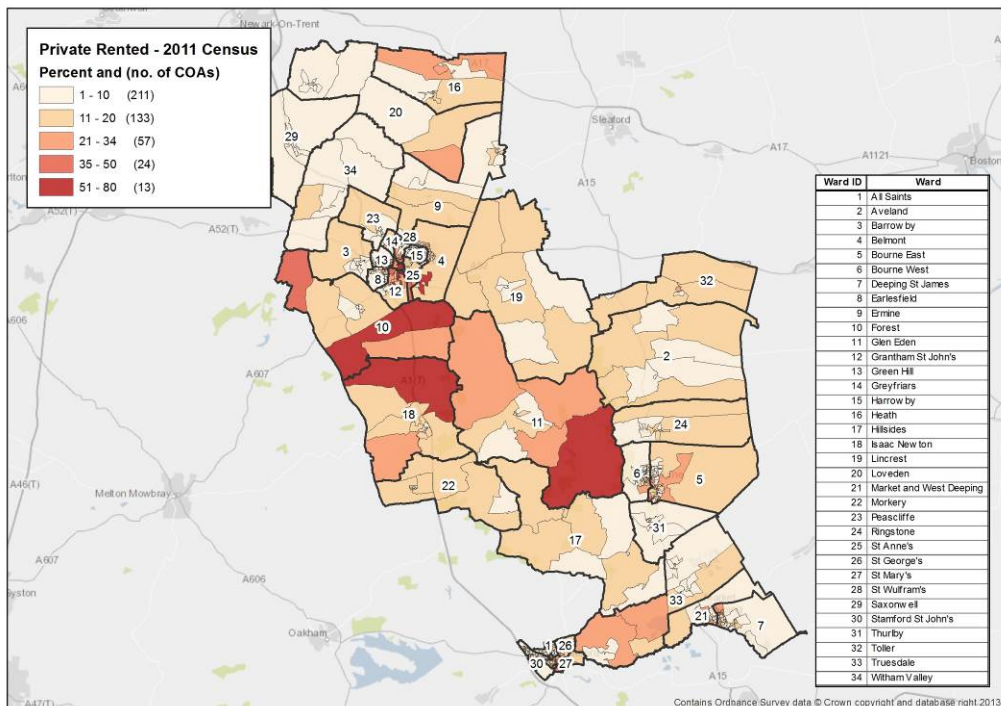 Newark-On-Trent
Private Rented - 2011 Census
Percent and (no. of COAs)
1 - 10 (211)
11 - 20 (133)
21 - 34 (57)
35 - 50 (24)
51 - 80 (13)
A17
16
20
Sleaford
29
A17
A1121
Boston
34
A15
A52(T)
A52(T)
9
23
14
28
3
13
15
4
8
25
12
32
19
A606
10
2
A607
A1(T)
18
11
24
6
5
A46(T)
Melton Mowbray
22
31
17
A607
A606
33
21
7
Oakham
1
26
30
27
A15
A47(T)
Ward ID Ward
1 All Saints
2 Aveland
3 Barrowby
4 Belmont
5 Bourne East
6 Bourne West
7 Deeping St James
8 Earlesfield
9 Ermine
10 Forest
11 Glen Eden
12 Grantham St John's
13 Green Hill
14 Greyfriars
15 Harrowby
16 Heath
17 Hillsides
18 Isaac Newton
19 Lincrest
20 Loveden
21 Market and West Deeping
22 Morkery
23 Peascliffe
24 Ringstone
25 St Anne's
26 St George's
27 St Mary's
28 St Wulfram's
29 Saxonwell
30 Stamford St John's
31 Thurlby
32 Toller
33 Truesdale
34 Witham Valley
Contains Ordnance Survey data © Crown copyright and database right 2013